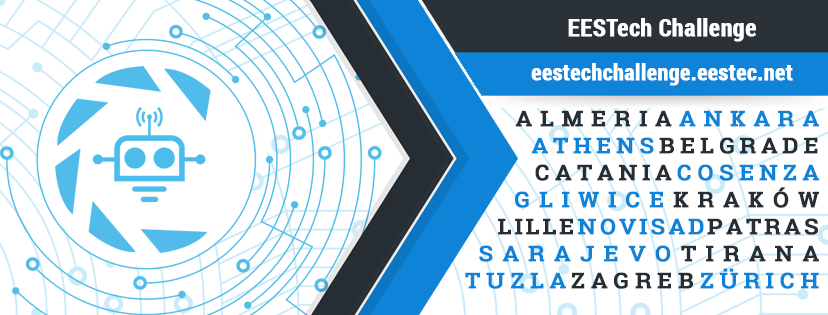 EESTech Challenge
eestechchallenge.eestec.net
ALMERIAANKARA
ATHENSBELGRADE
CATANIACOSENZA
GLIWICEKRAKÓW
LILLENOVISADPATRAS
SARAJEVOTIRANA
TUZLAZAGREBZÜRICH